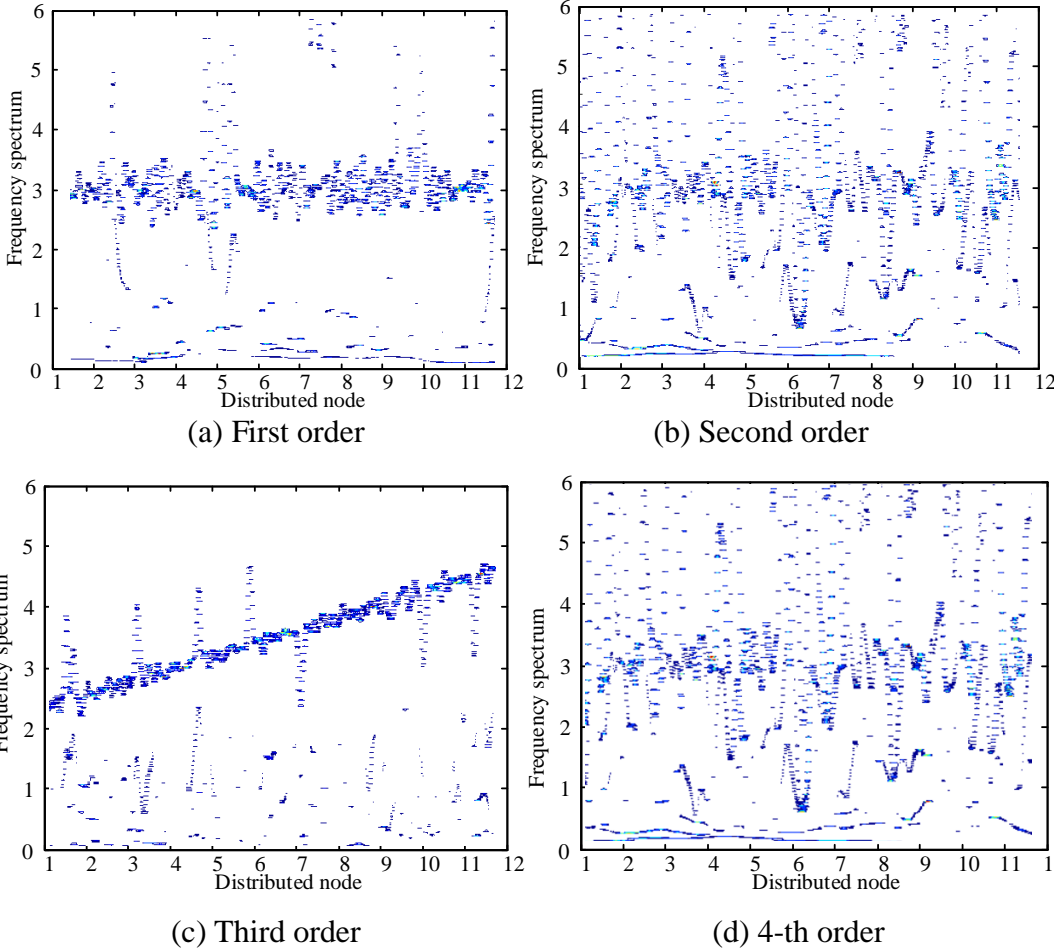 6
5
4
3
2
1
0
Frequency spectrum
1 2 3 4 5 6 7 8 9 10 11 12
Distributed node
(a) First order
6
5
4
3
2
1
0
Frequency spectrum
1 2 3 4 5 6 7 8 9 10 11 12
Distributed node
(b) Second order
6
5
4
3
2
1
0
Frequency spectrum
1 2 3 4 5 6 7 8 9 10 11 12
Distributed node
(c) Third order
6
5
4
3
2
1
0
Frequency spectrum
1 2 3 4 5 6 7 8 9 10 11 1
Distributed node
(d) 4-th order